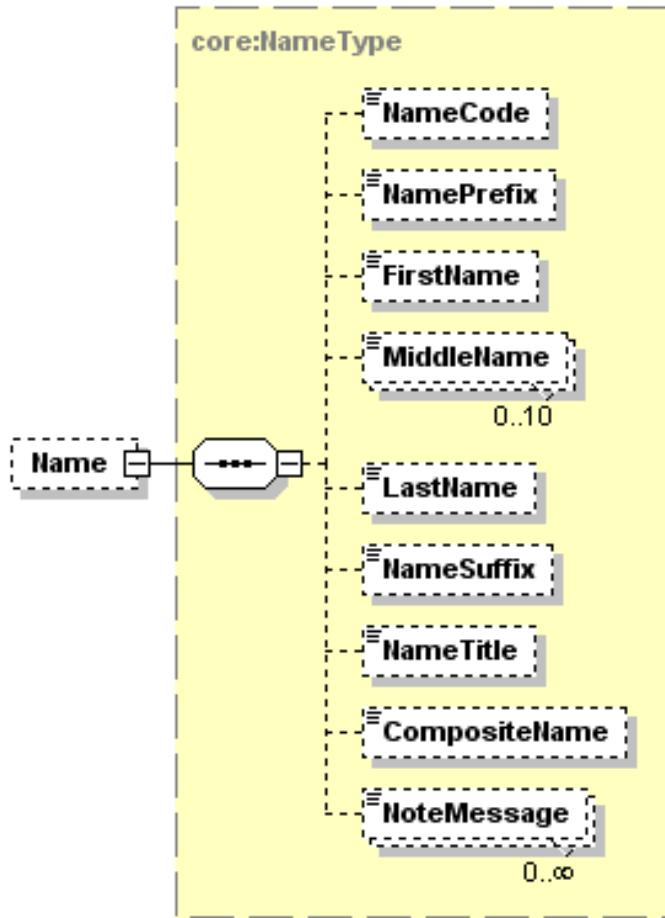 core:NameType
NameCode
NamePrefix
FirstName
MiddleName
0..10
Name
LastName
NameSuffix
NameTitle
CompositeName
NoteMessage
0..∞